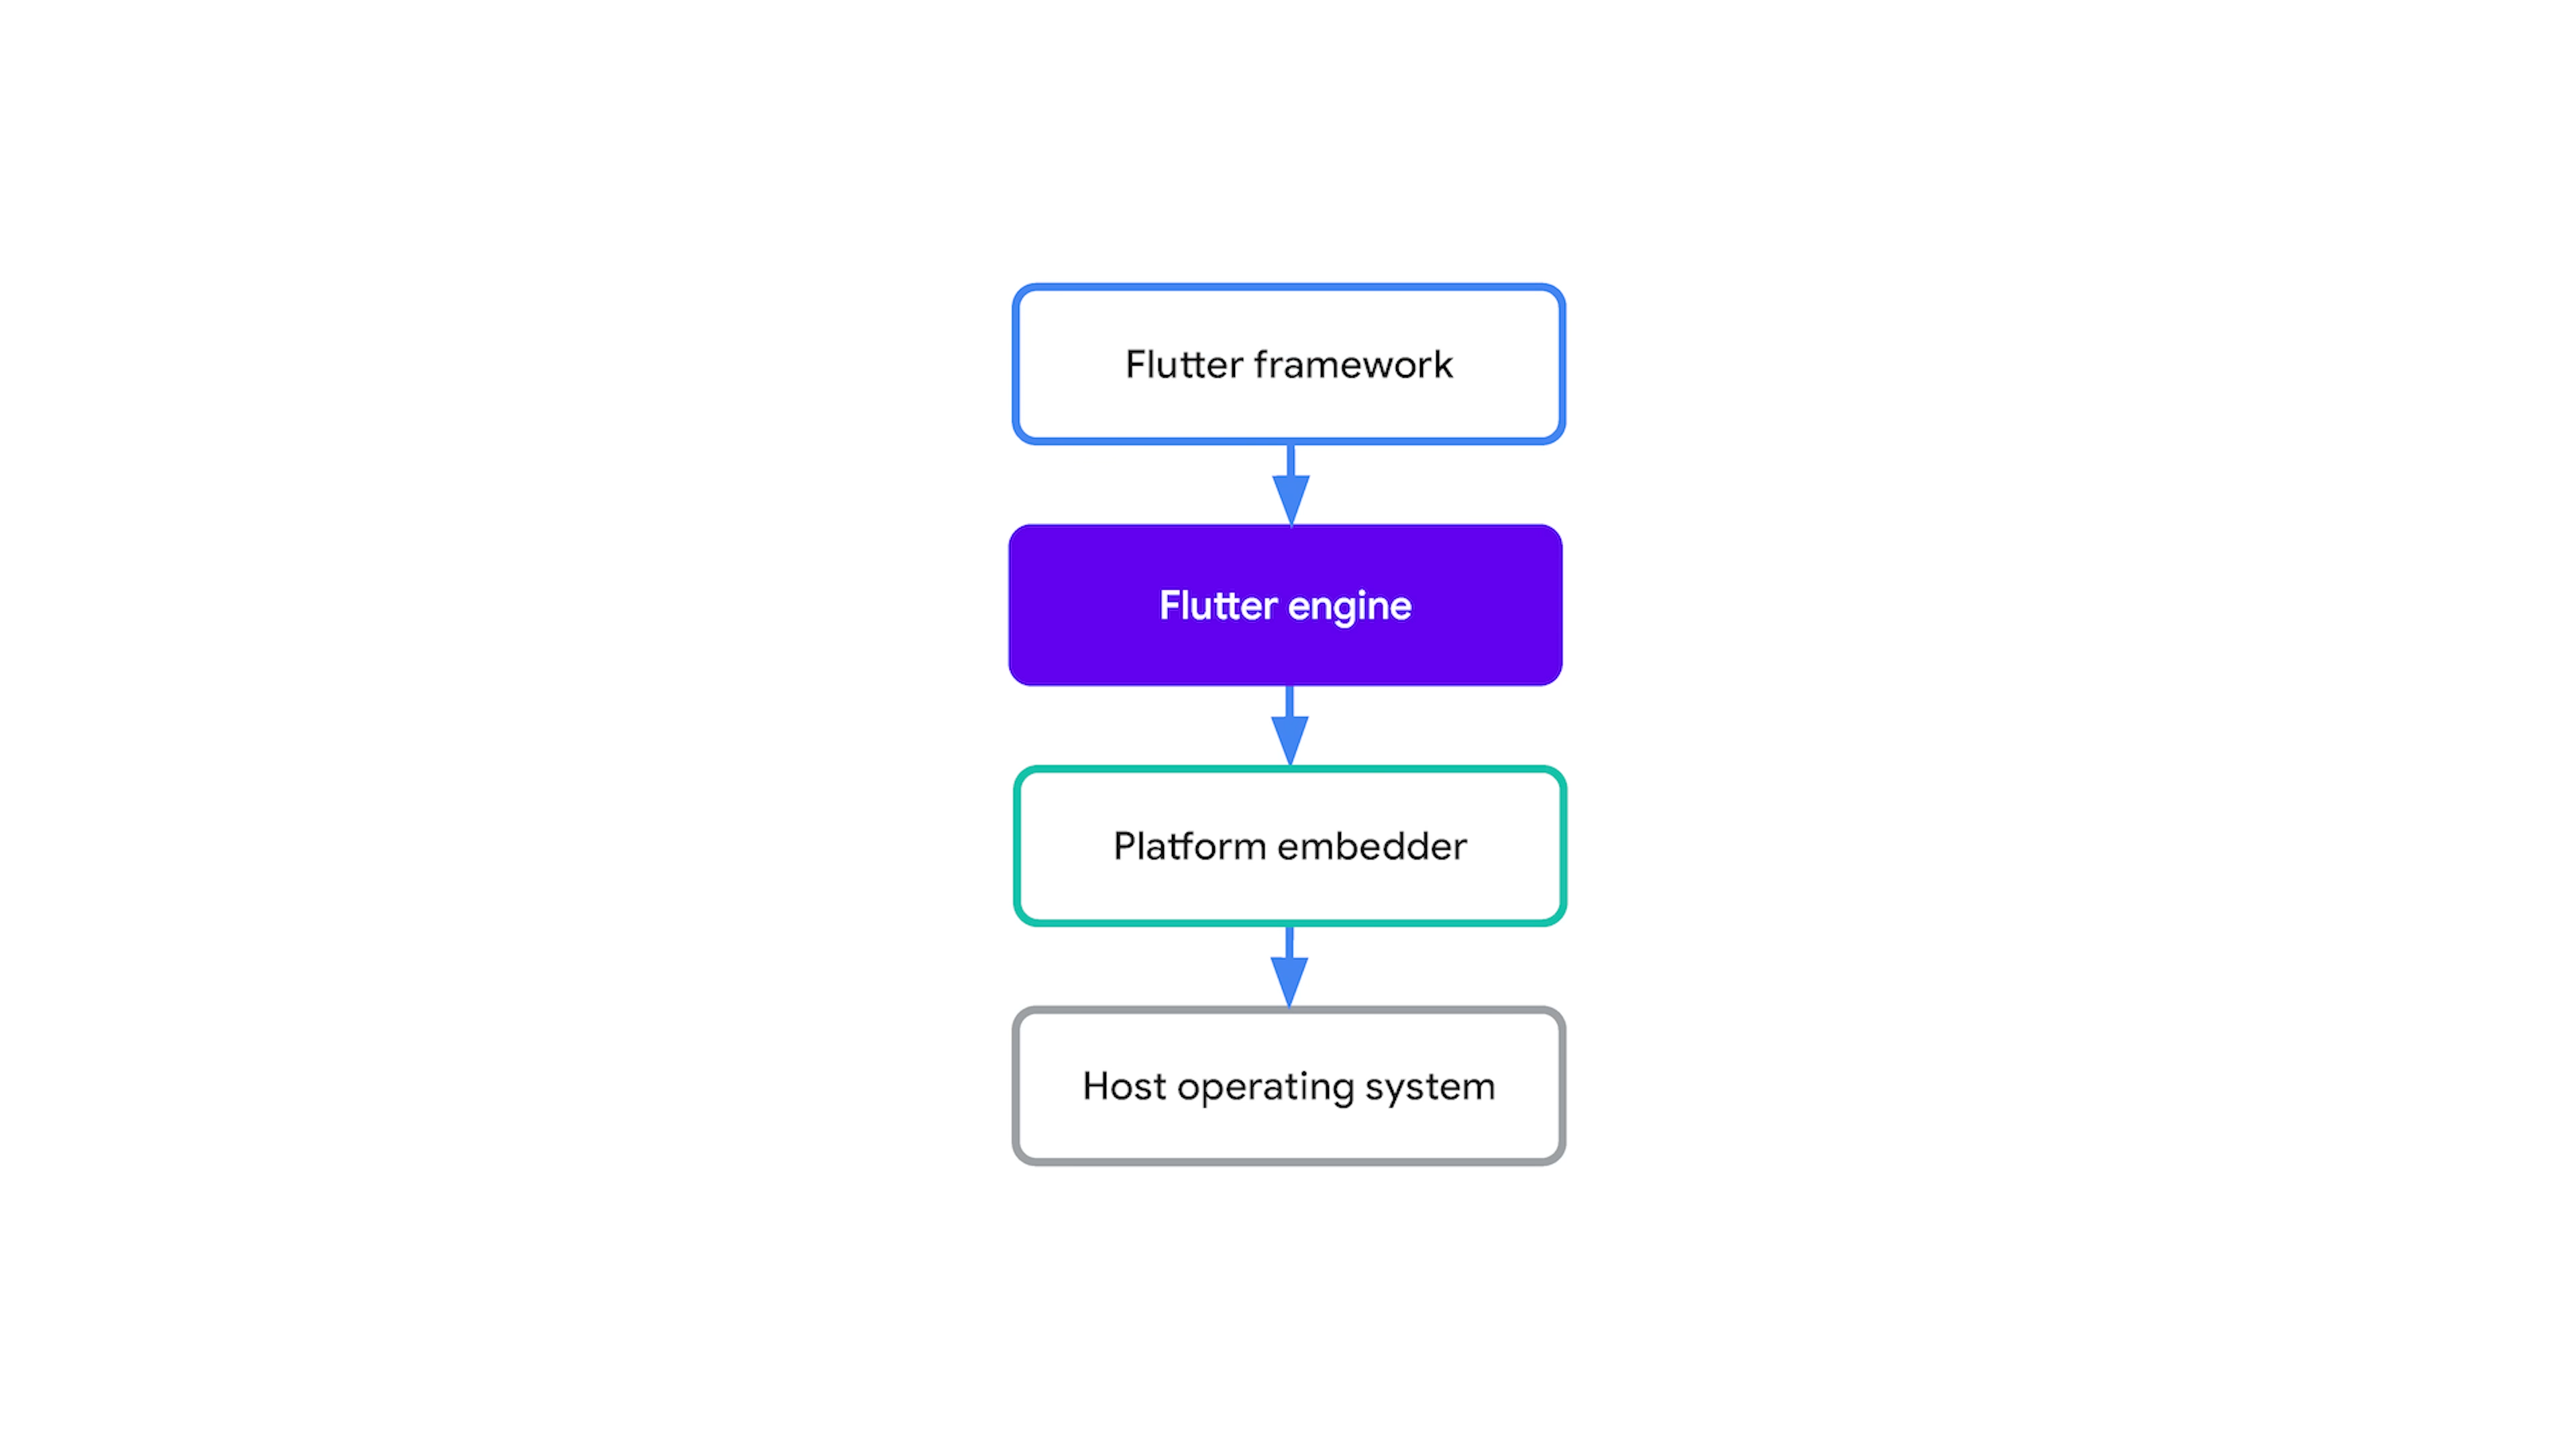 Flutter framework
Flutter engine
Platform embedder
Host operating system